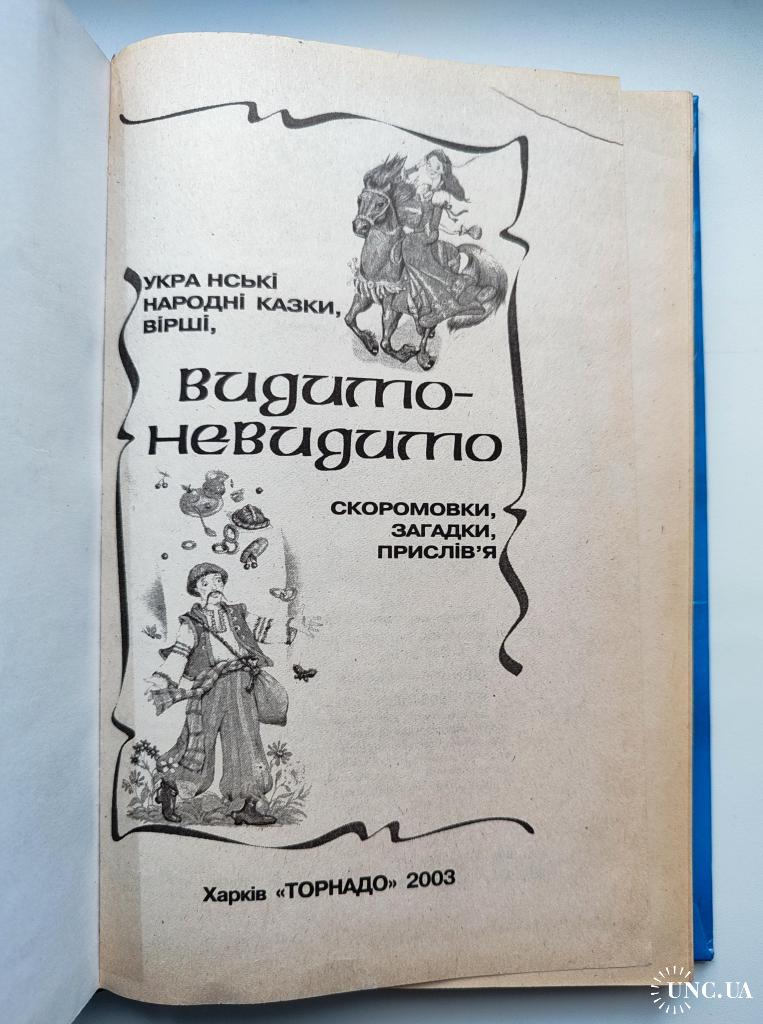 УКРА НСЬКІ
НАРОДНІ КАЗКИ,
ВІРШІ,
ВИДИМО-
НЕВИДИМО
СКОРОМОВКИ,
ЗАГАДКИ,
ПРИСЛІВ'Я
Харків «ТОРНАДО» 2003
UNC.UA